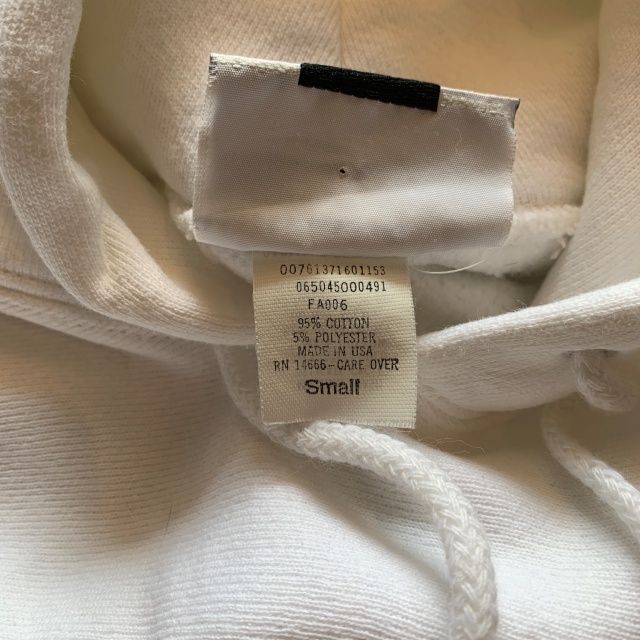 00761371601153
065045000491
FA006
95% COTTON
5% POLYESTER
MADE IN USA
RN 14666-CARE OVER
Small